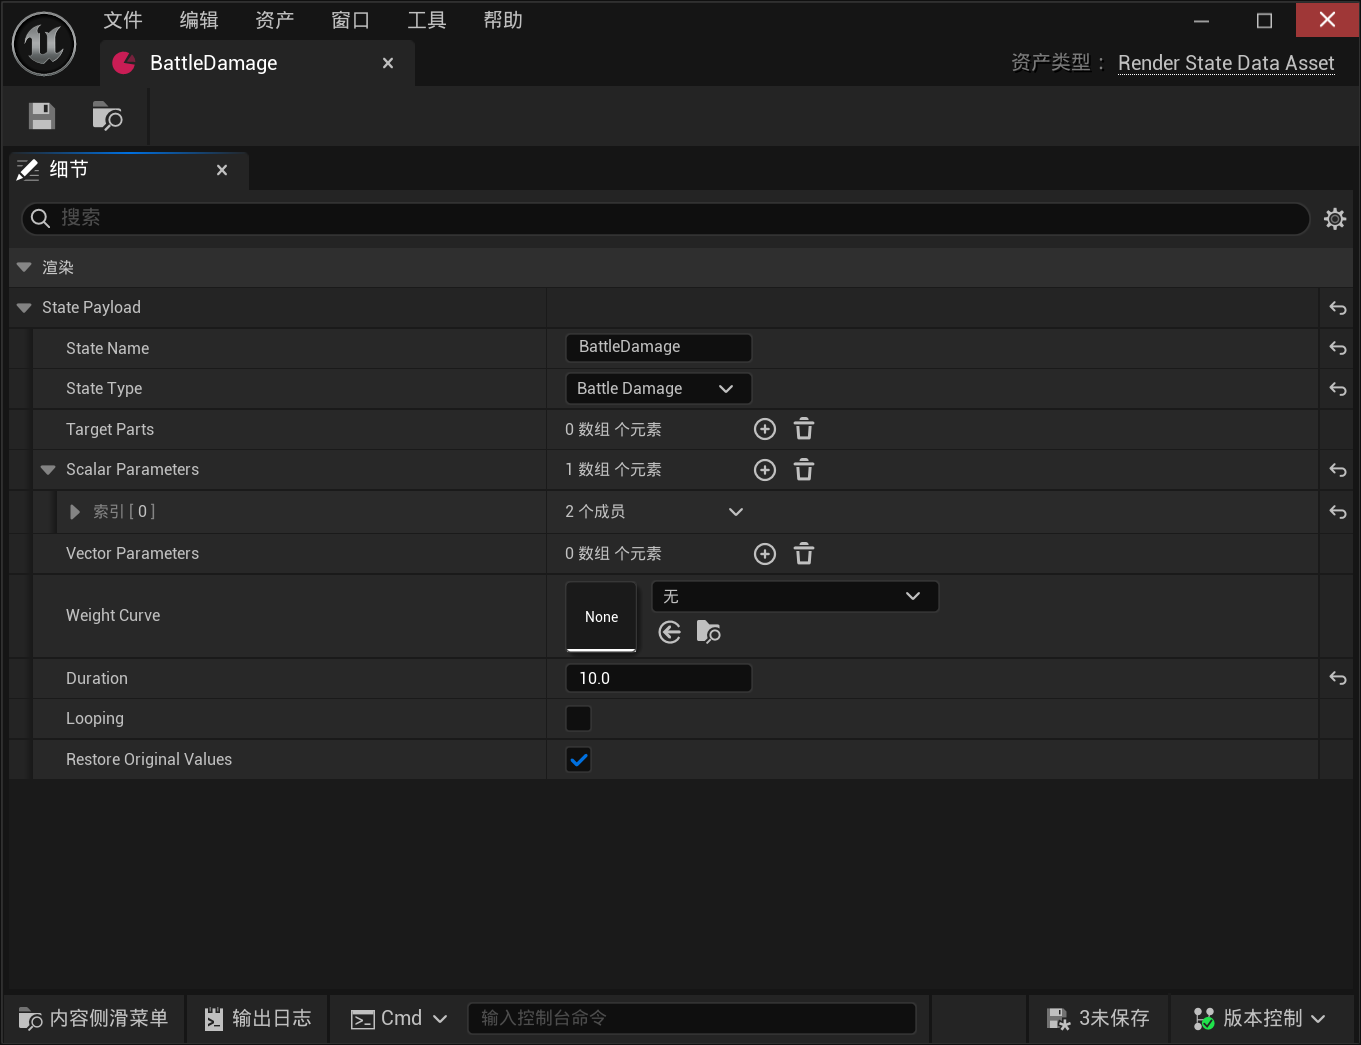 文件 编辑 资产 窗口 工具 帮助
BattleDamage
资产类型： Render State Data Asset
细节
搜索
渲染
State Payload
State Name BattleDamage
State Type Battle Damage
Target Parts 0 数组 个元素
Scalar Parameters 1 数组 个元素
索引 [ 0 ] 2 个成员
Vector Parameters 0 数组 个元素
Weight Curve None 无
Duration 10.0
Looping
Restore Original Values
内容侧滑菜单 输出日志 Cmd 输入控制台命令 3未保存 版本控制